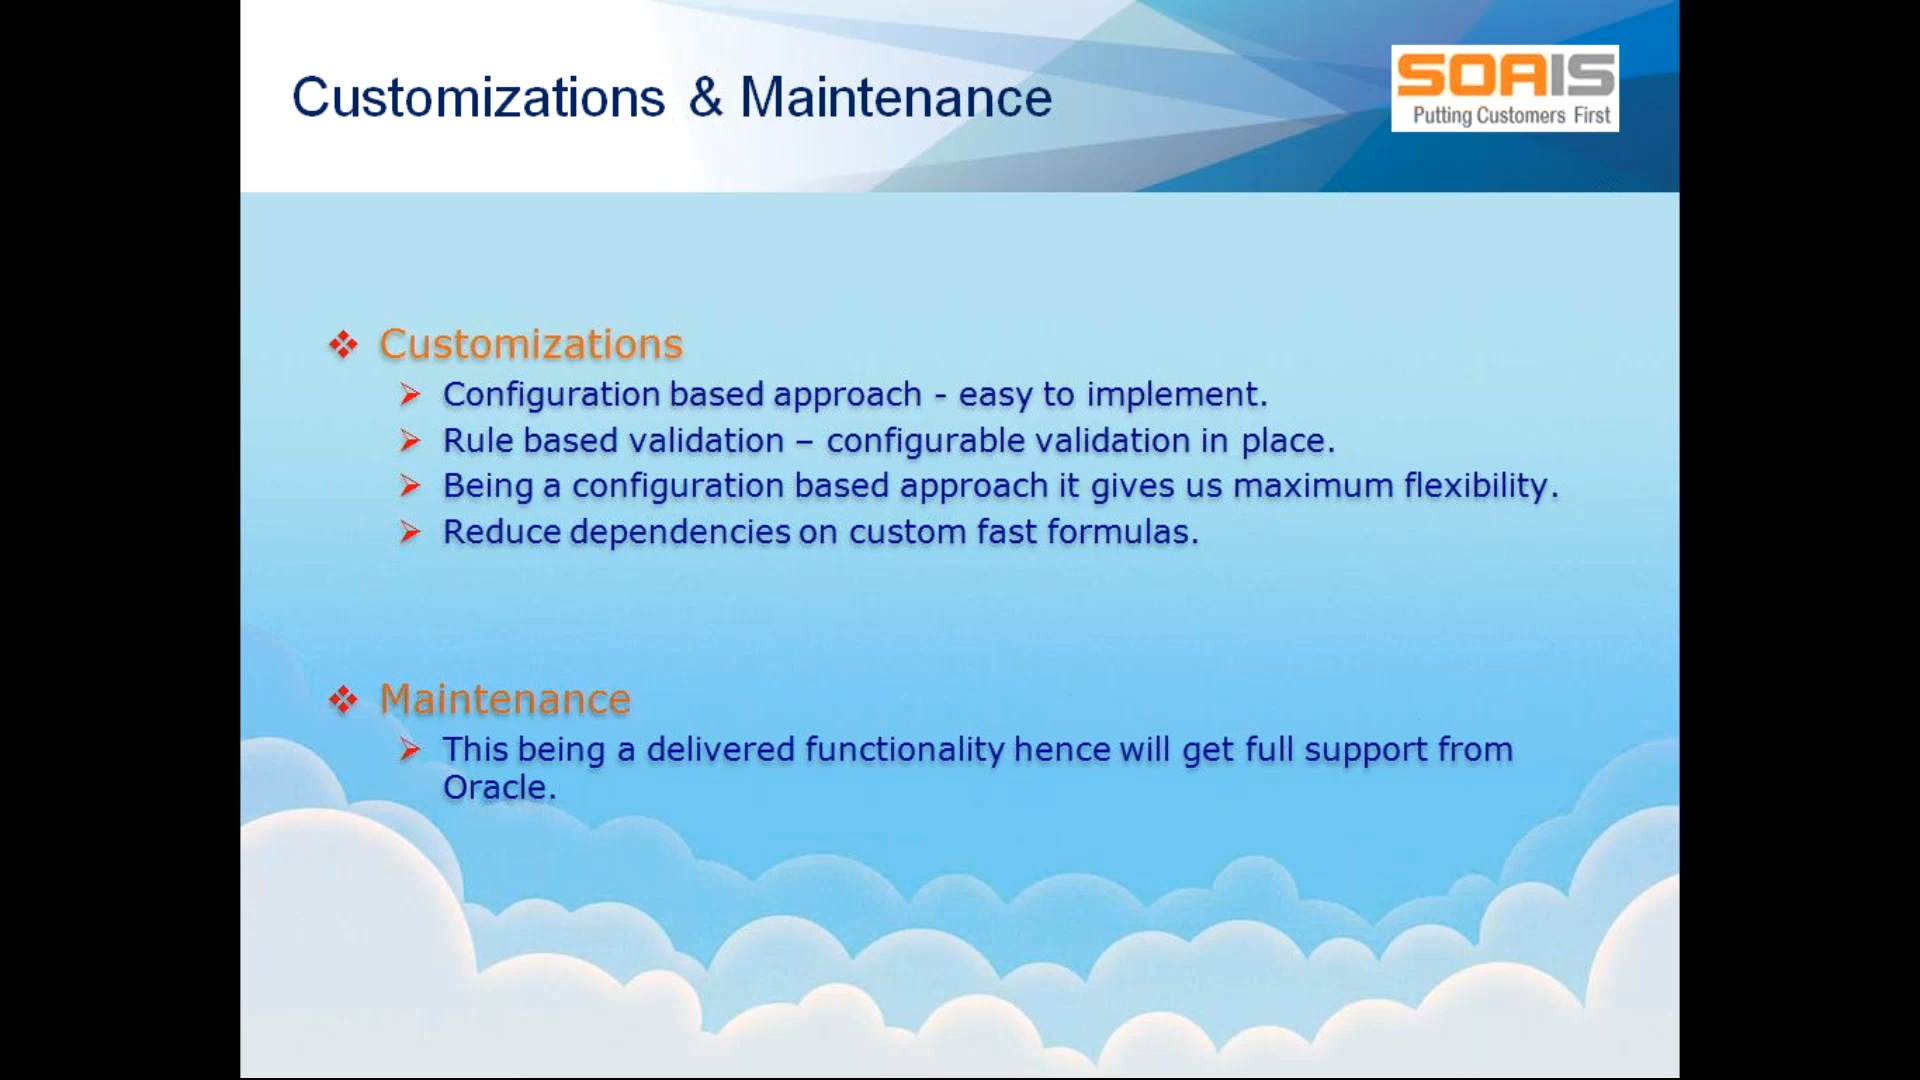 Customizations & Maintenance
SOAIS
Putting Customers First
Customizations
Configuration based approach - easy to implement.
Rule based validation – configurable validation in place.
Being a configuration based approach it gives us maximum flexibility.
Reduce dependencies on custom fast formulas.
Maintenance
This being a delivered functionality hence will get full support from
Oracle.